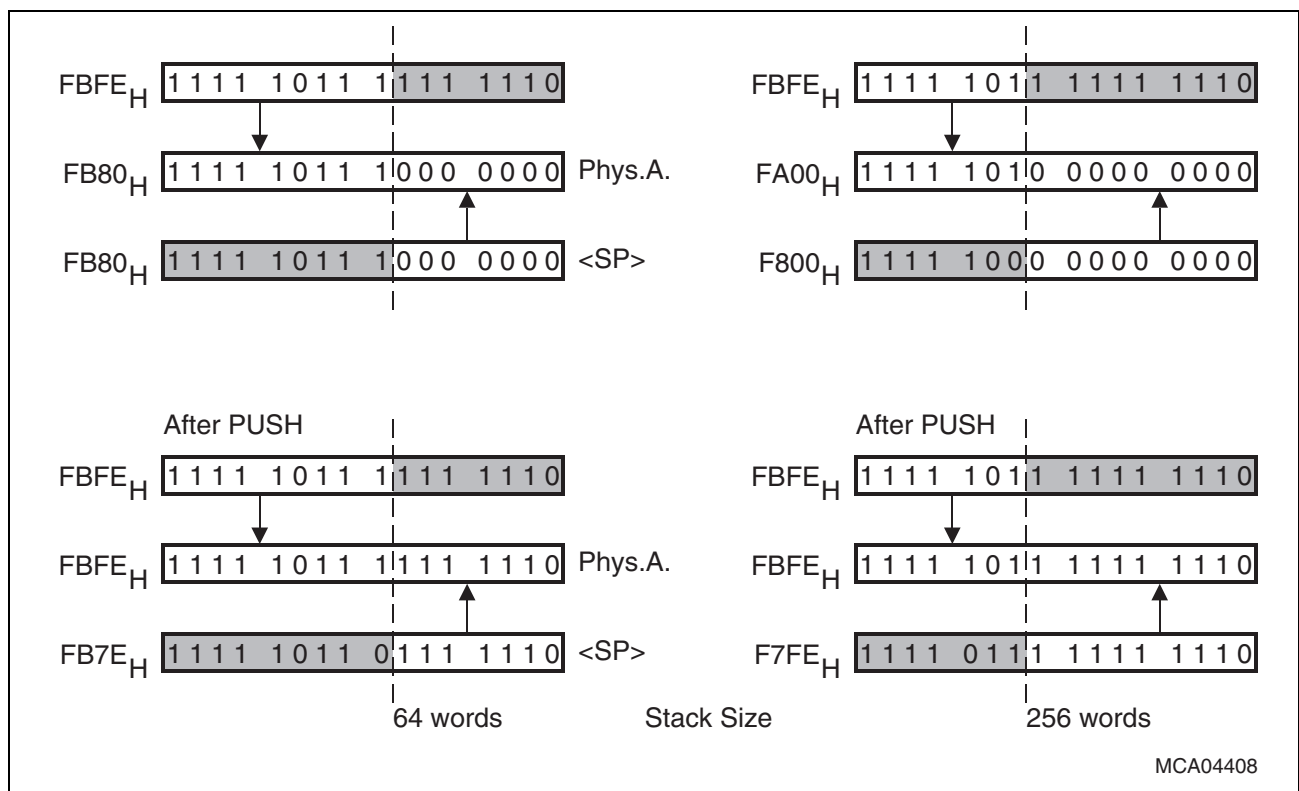 FBFEH 1111 1011 1111 1110
FB80H 1111 1011 1000 0000 Phys.A.
FB80H 1111 1011 1000 0000 <SP>
FBFEH 1111 1011 1111 1110
FA00H 1111 1010 0000 0000
F800H 1111 1000 0000 0000
After PUSH
FBFEH 1111 1011 1111 1110
FBFEH 1111 1011 1111 1110 Phys.A.
FB7EH 1111 1011 0111 1110 <SP>
After PUSH
FBFEH 1111 1011 1111 1110
FBFEH 1111 1011 1111 1110
F7FEH 1111 0111 1111 1110
64 words Stack Size 256 words
MCA04408